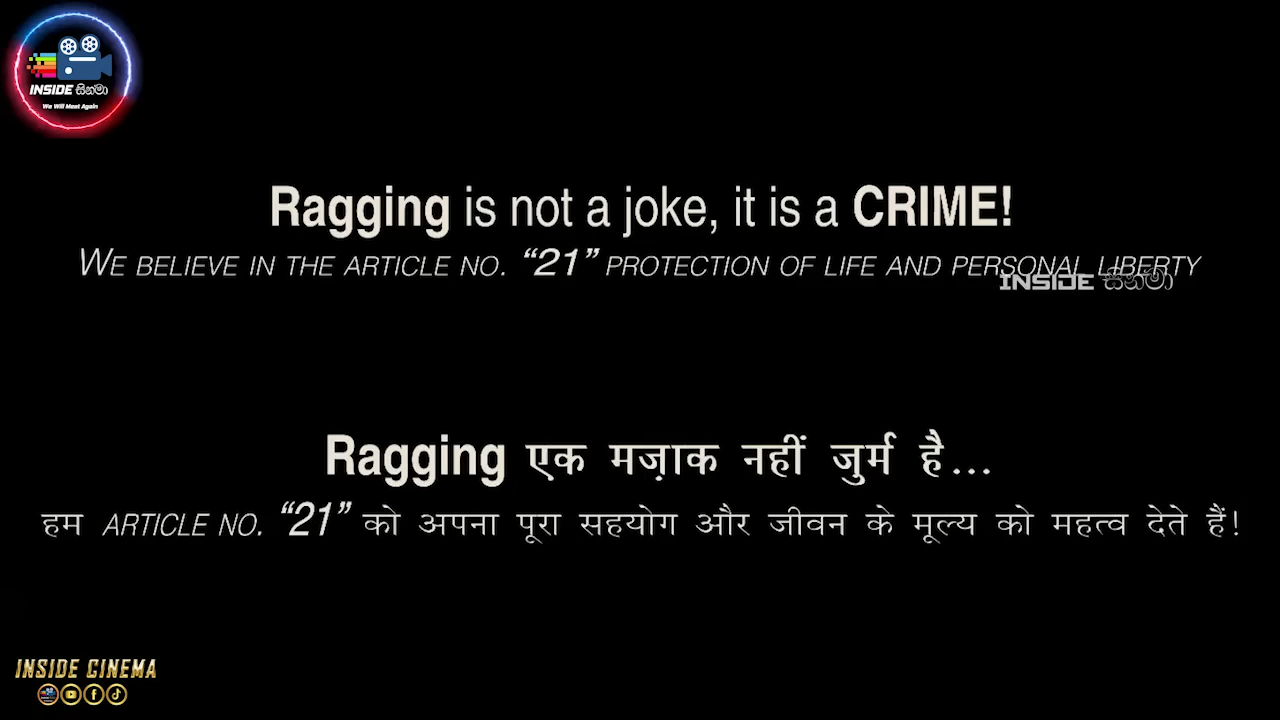 INSIDE සිනමා
We Will Meet Again
Ragging is not a joke, it is a CRIME!
WE BELIEVE IN THE ARTICLE NO. “21” PROTECTION OF LIFE AND PERSONAL LIBERTY
INSIDE සිනමා
Ragging एक मज़ाक नहीं जुर्म है...
हम ARTICLE NO. “21” को अपना पूरा सहयोग और जीवन के मूल्य को महत्व देते हैं!
INSIDE CINEMA